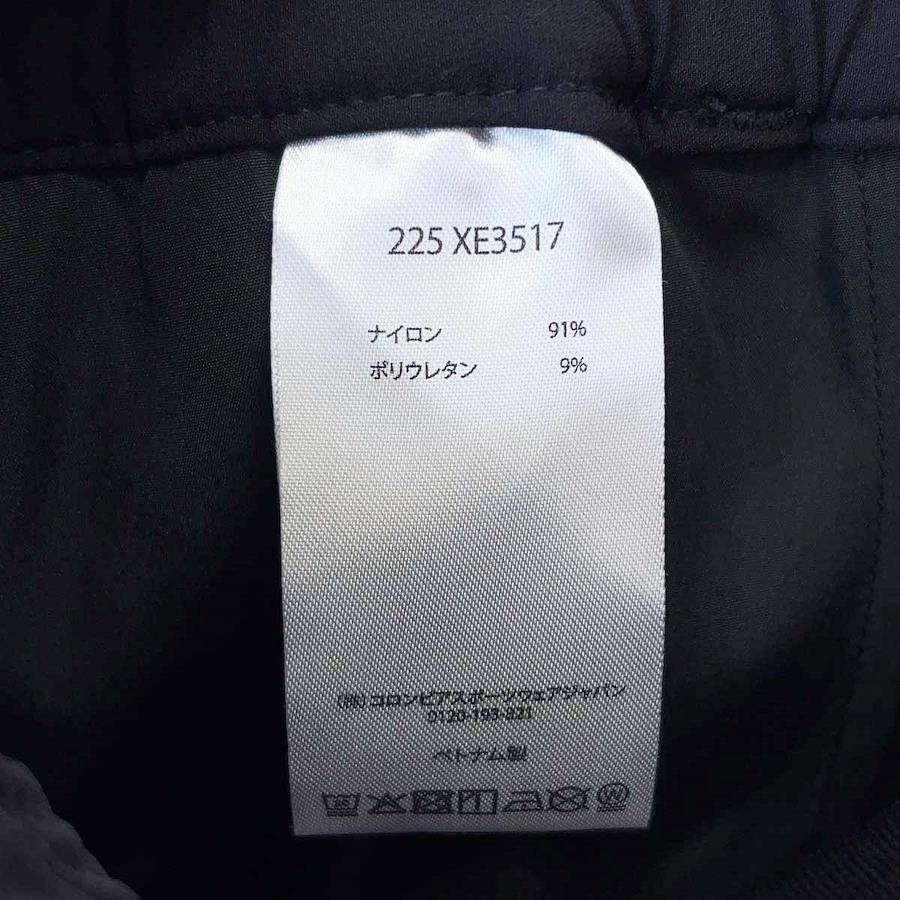 225 XE3517
ナイロン 91%
ポリウレタン 9%
(株)コロンビアスポーツウェアジャパン
0120-193-821
ベトナム製